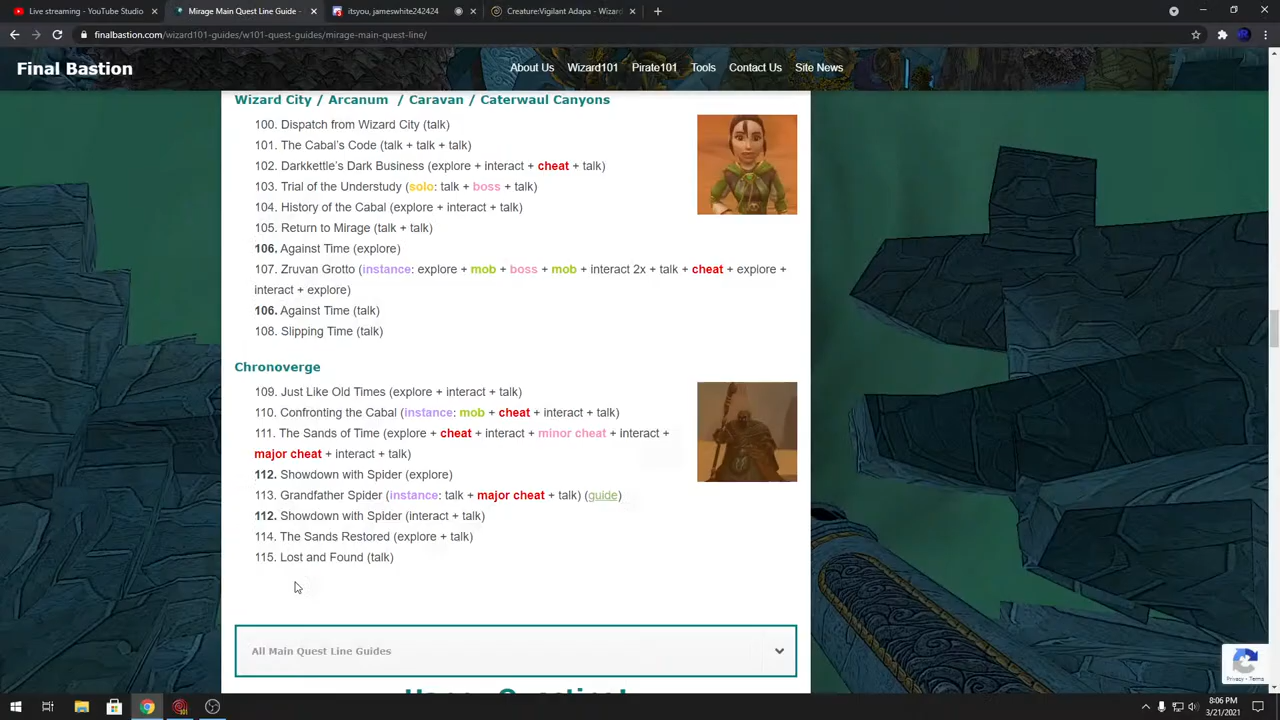 Live streaming - YouTube Studio
Mirage Main Quest Line Guide -
itsyou, jameswhite242424
Creature:Vigilant Adapa - Wizard
finalbastion.com/wizard101-guides/w101-quest-guides/mirage-main-quest-line/
Final Bastion
About Us
Wizard101
Pirate101
Tools
Contact Us
Site News
Wizard City / Arcanum / Caravan / Caterwaul Canyons
100. Dispatch from Wizard City (talk)
101. The Cabal's Code (talk + talk + talk)
102. Darkkettle's Dark Business (explore + interact + cheat + talk)
103. Trial of the Understudy (solo: talk + boss + talk)
104. History of the Cabal (explore + interact + talk)
105. Return to Mirage (talk + talk)
106. Against Time (explore)
107. Zruvan Grotto (instance: explore + mob + boss + mob + interact 2x + talk + cheat + explore +
interact + explore)
106. Against Time (talk)
108. Slipping Time (talk)
Chronoverge
109. Just Like Old Times (explore + interact + talk)
110. Confronting the Cabal (instance: mob + cheat + interact + talk)
111. The Sands of Time (explore + cheat + interact + minor cheat + interact +
major cheat + interact + talk)
112. Showdown with Spider (explore)
113. Grandfather Spider (instance: talk + major cheat + talk) (guide)
112. Showdown with Spider (interact + talk)
114. The Sands Restored (explore + talk)
115. Lost and Found (talk)
All Main Quest Line Guides
Privacy - Terms
8:06 PM
3/21/2021